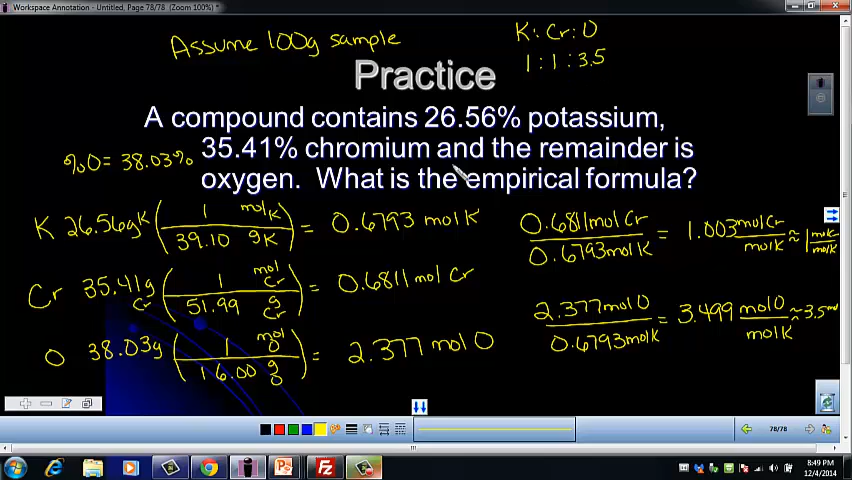 Workspace Annotation - Untitled, Page 78/78 (Zoom 100%) *
Assume 100g sample
K: Cr: O
1 : 1 : 3.5
Practice
A compound contains 26.56% potassium,
%O = 38.03% 35.41% chromium and the remainder is
oxygen. What is the empirical formula?
K 26.56gK (1 mol K / 39.10 g K) = 0.6793 mol K
0.6811 mol Cr / 0.6793 mol K = 1.003 mol Cr / mol K ≈ 1
Cr 35.41g Cr (1 mol Cr / 51.99 g Cr) = 0.6811 mol Cr
2.377 mol O / 0.6793 mol K = 3.499 mol O / mol K ≈ 3.5
O 38.03g (1 mol O / 16.00 g O) = 2.377 mol O
78/78
8:49 PM
12/4/2014